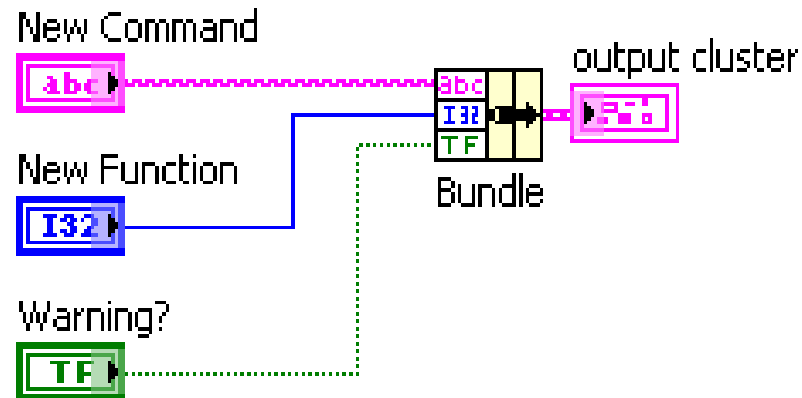 New Command
abc
output cluster
abc
I32
TF
Bundle
New Function
I32
Warning?
TF